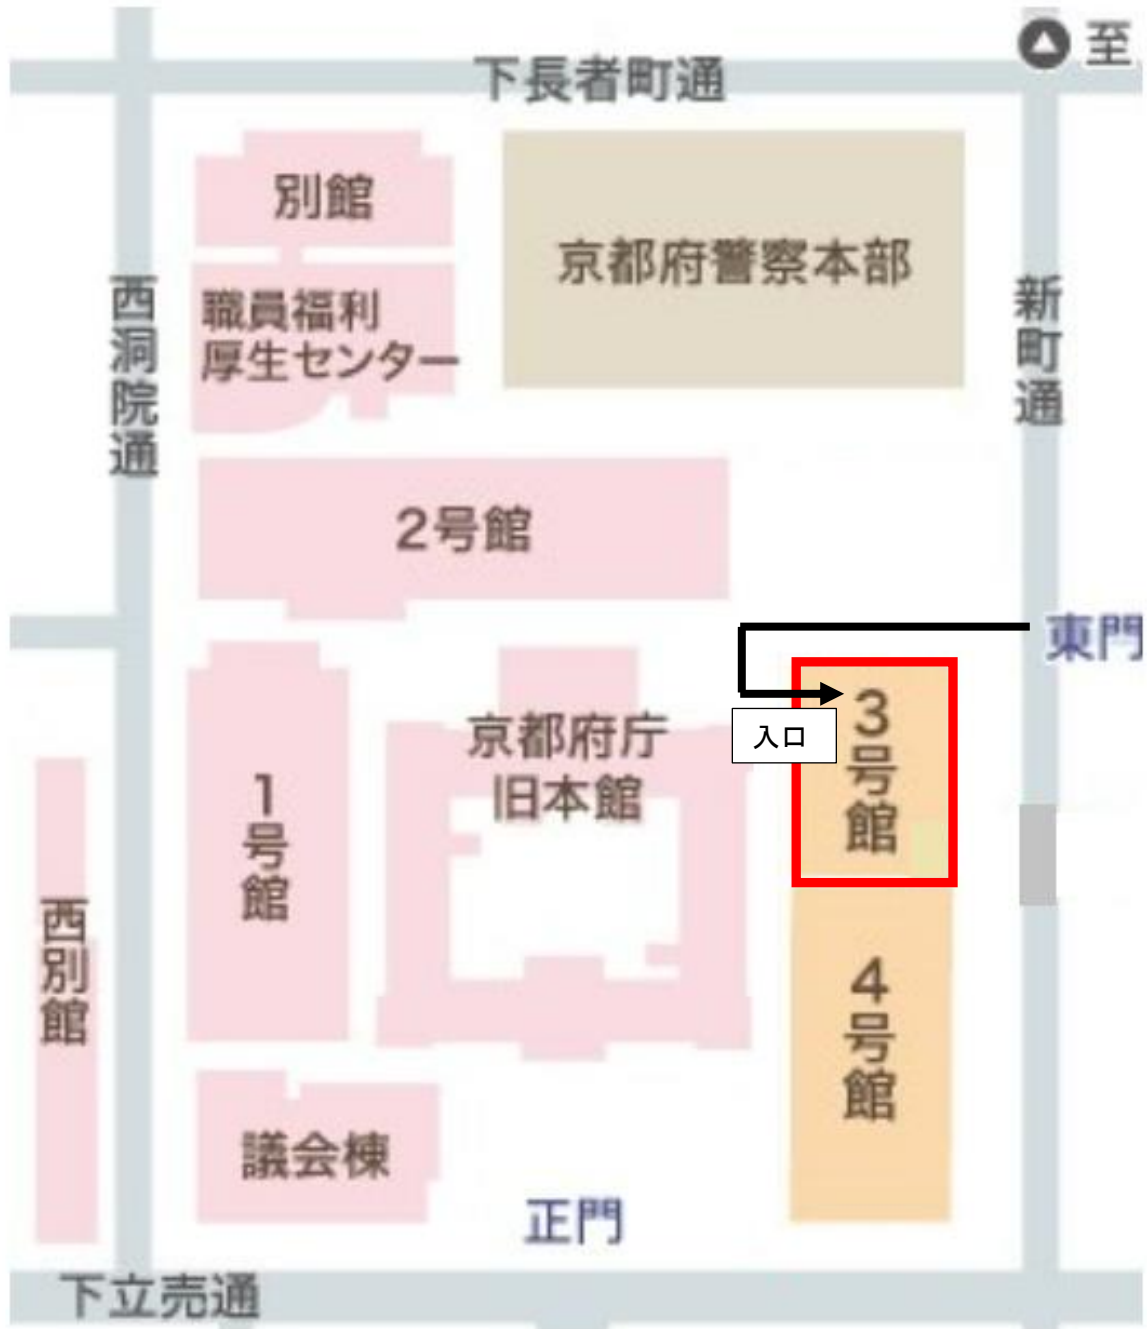 至
下長者町通
別館
京都府警察本部
職員福利
厚生センター
西洞院通
新町通
2号館
東門
3号館
入口
京都府庁
旧本館
1号館
西別館
4号館
議会棟
正門
下立売通